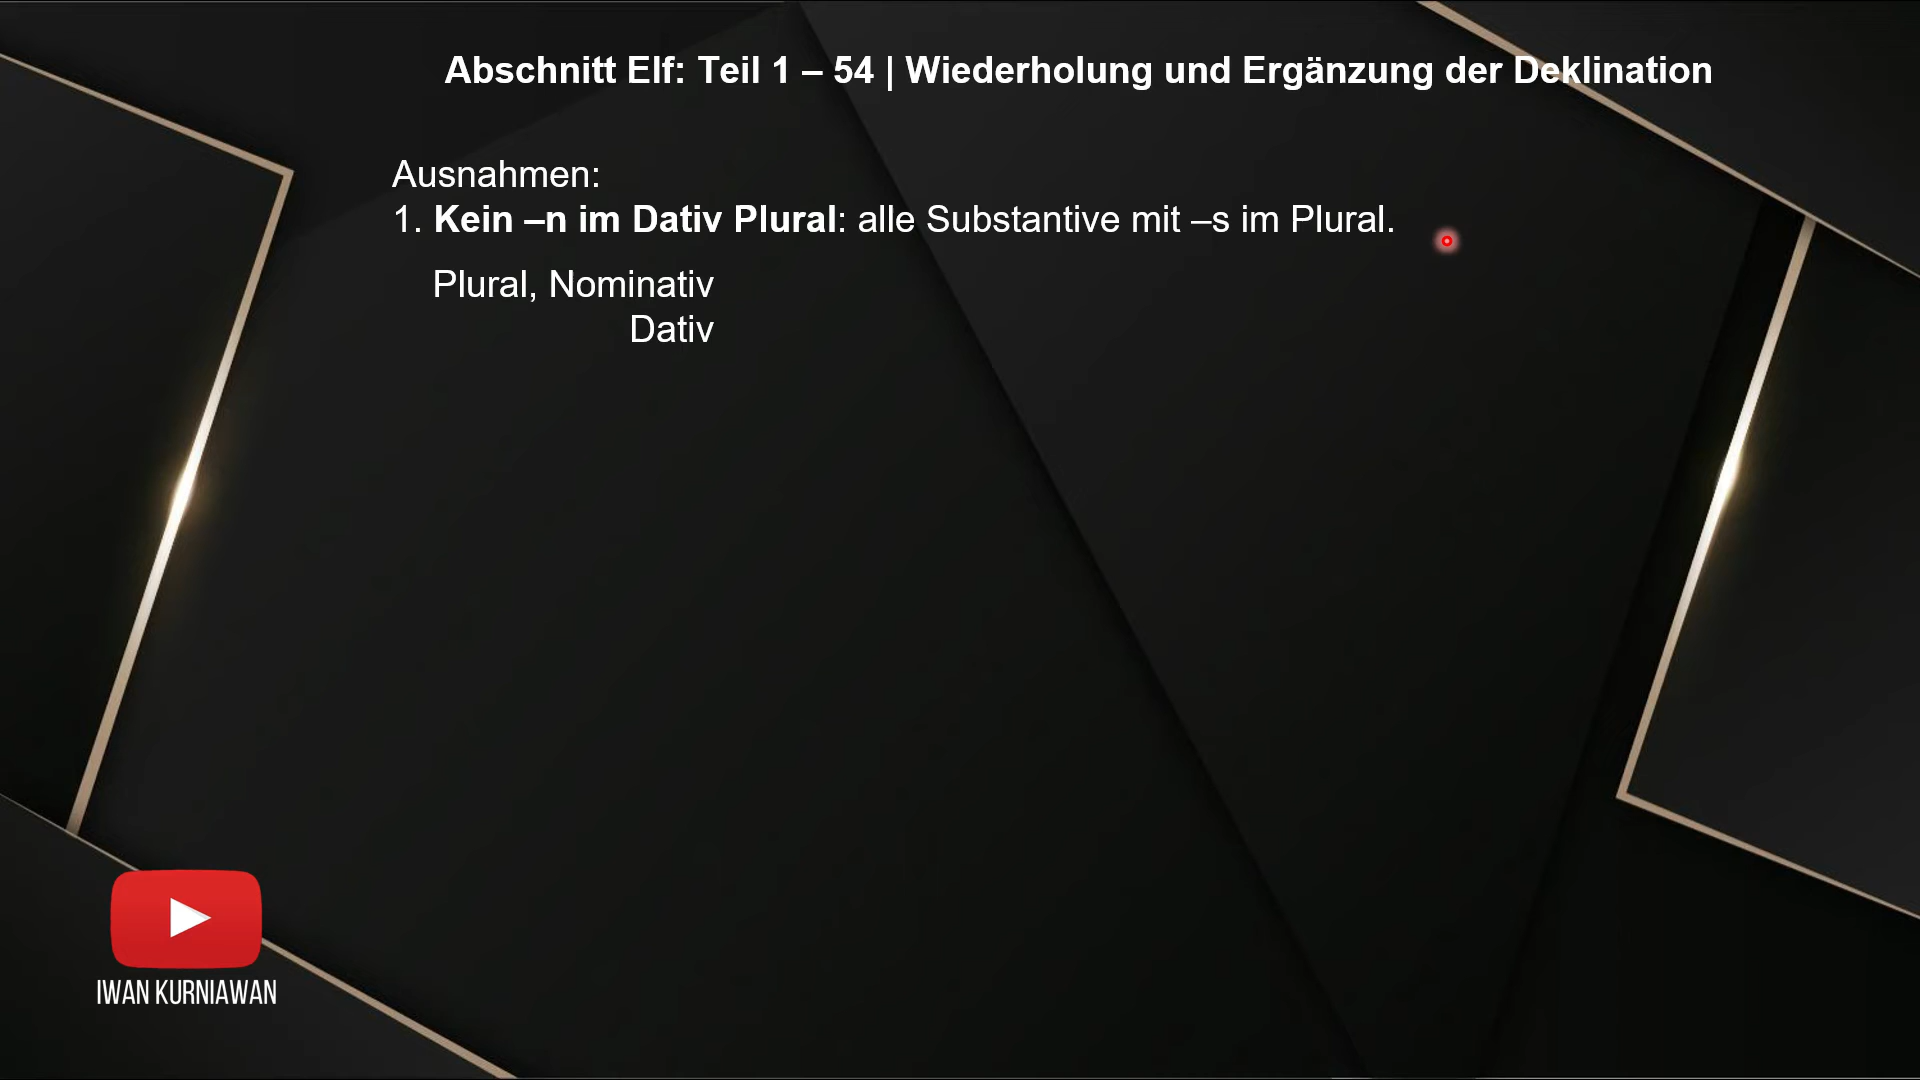 Abschnitt Elf: Teil 1 – 54 | Wiederholung und Ergänzung der Deklination
Ausnahmen:
1. Kein –n im Dativ Plural: alle Substantive mit –s im Plural.
Plural, Nominativ
Dativ
IWAN KURNIAWAN